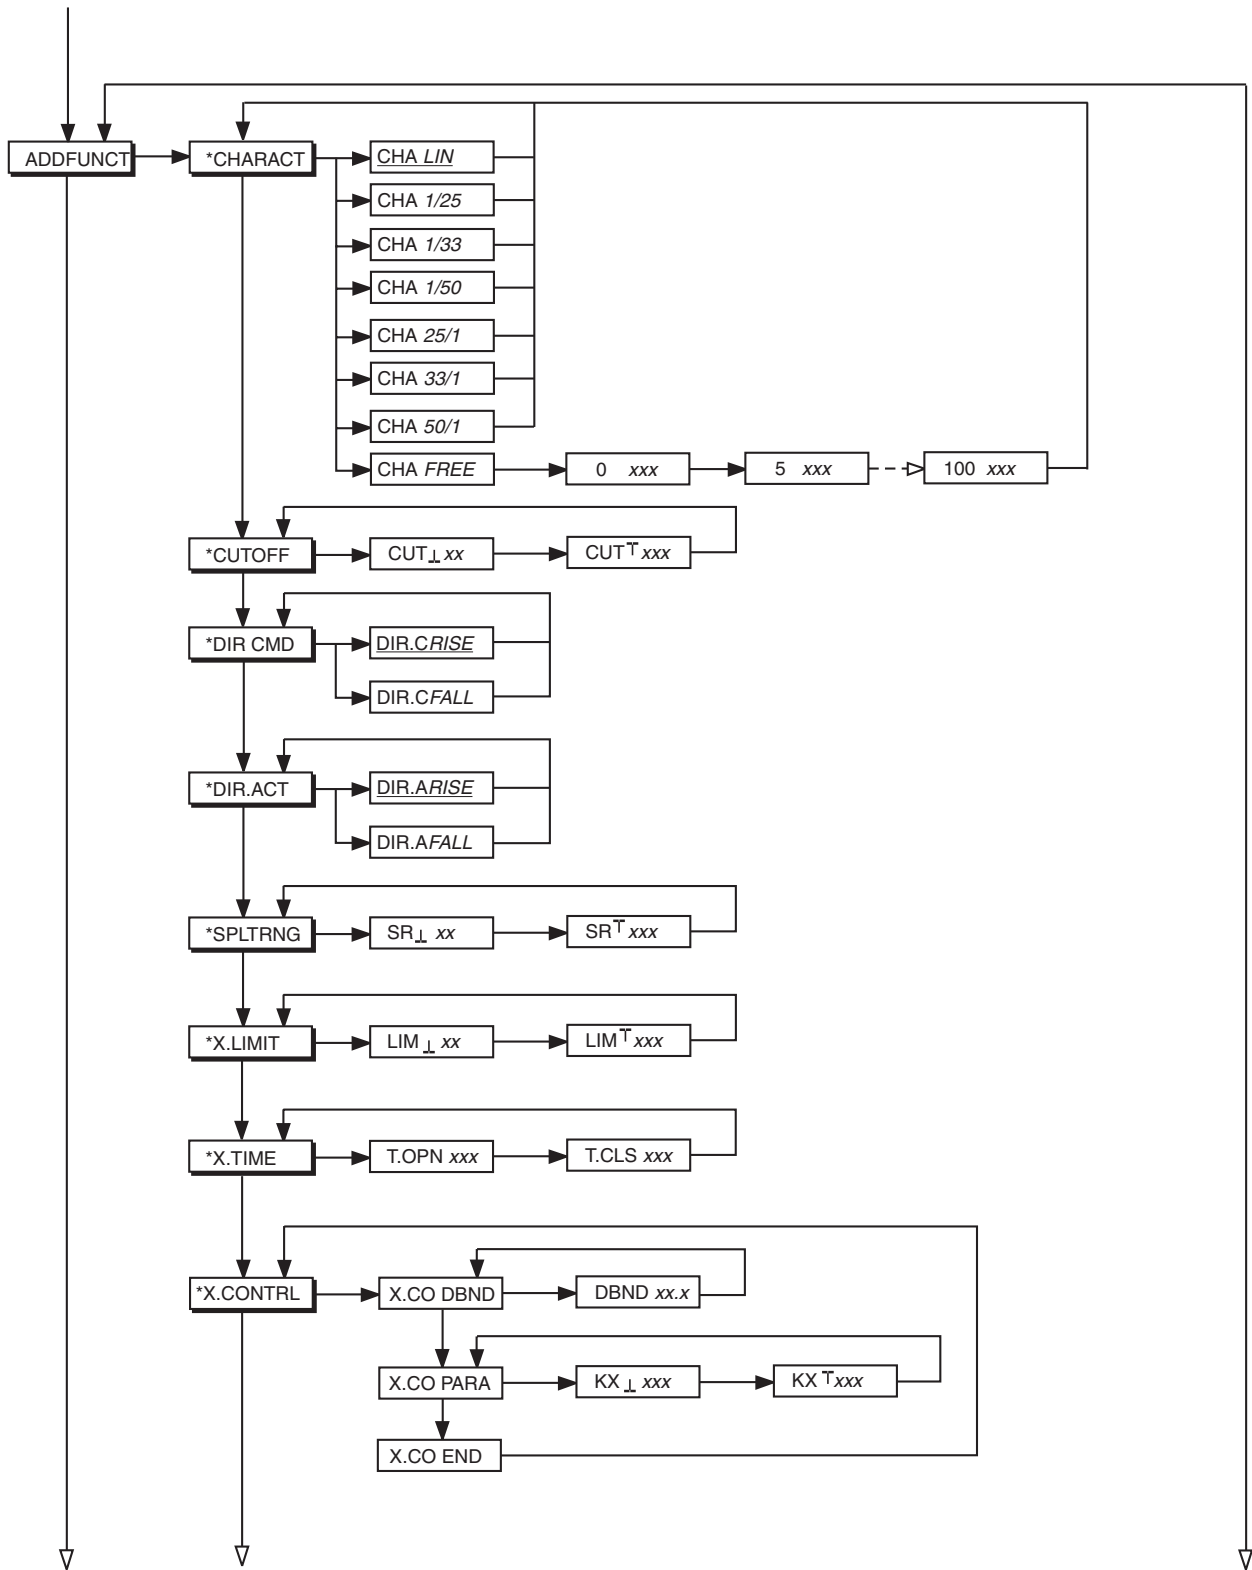 ADDFUNCT
*CHARACT
CHA LIN
CHA 1/25
CHA 1/33
CHA 1/50
CHA 25/1
CHA 33/1
CHA 50/1
CHA FREE
0 xxx
5 xxx
100 xxx
*CUTOFF
CUT⊥ xx
CUT⊤ xxx
*DIR CMD
DIR.CRISE
DIR.CFALL
*DIR.ACT
DIR.ARISE
DIR.AFALL
*SPLTRNG
SR⊥ xx
SR⊤ xxx
*X.LIMIT
LIM⊥ xx
LIM⊤ xxx
*X.TIME
T.OPN xxx
T.CLS xxx
*X.CONTRL
X.CO DBND
DBND xx.x
X.CO PARA
KX ⊥ xxx
KX ⊤xxx
X.CO END